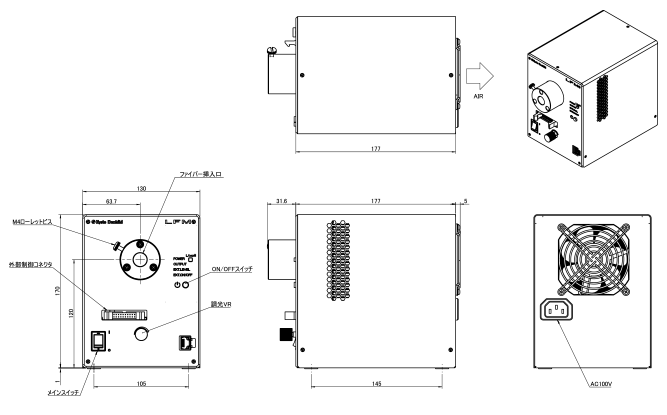 AIR
177
130
63.7
ファイバー挿入口
M4ローレットビス
外部制御コネクタ
170
120
1
LinkB
POWER
OUTPUT
EXT.LEVEL
EXT.ON/OFF
ON/OFFスイッチ
調光VR
メインスイッチ
105
31.6
177
5
145
AC100V